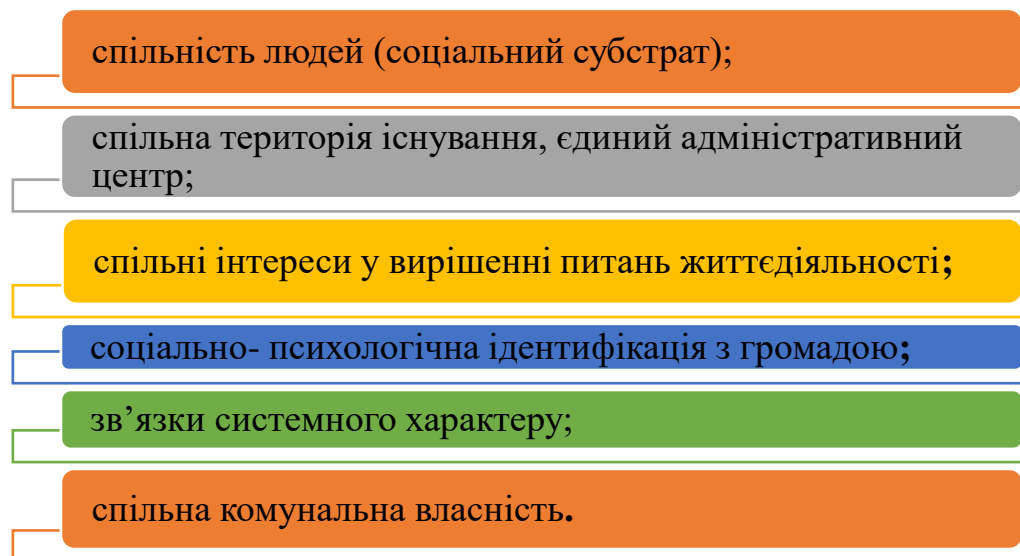 спільність людей (соціальний субстрат);
спільна територія існування, єдиний адміністративний
центр;
спільні інтереси у вирішенні питань життєдіяльності;
соціально- психологічна ідентифікація з громадою;
зв’язки системного характеру;
спільна комунальна власність.